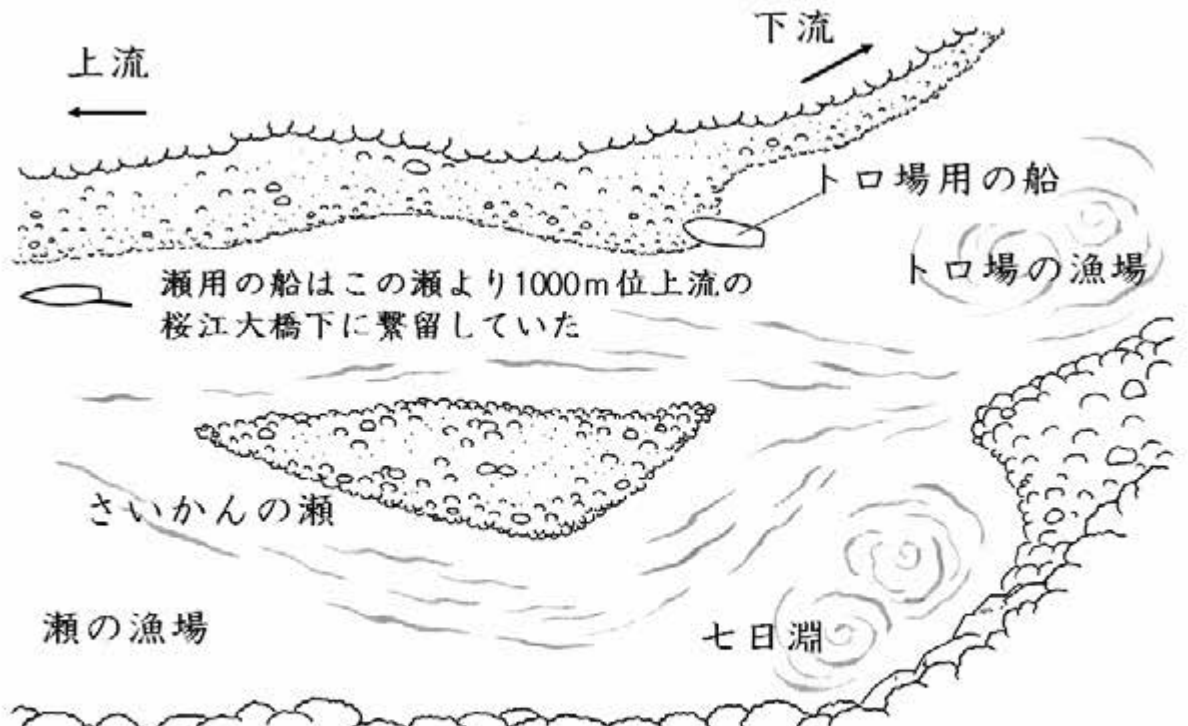 上流
下流
トロ場用の船
トロ場の漁場
瀬用の船はこの瀬より1000m位上流の
桜江大橋下に繋留していた
さいかんの瀬
瀬の漁場
七日淵